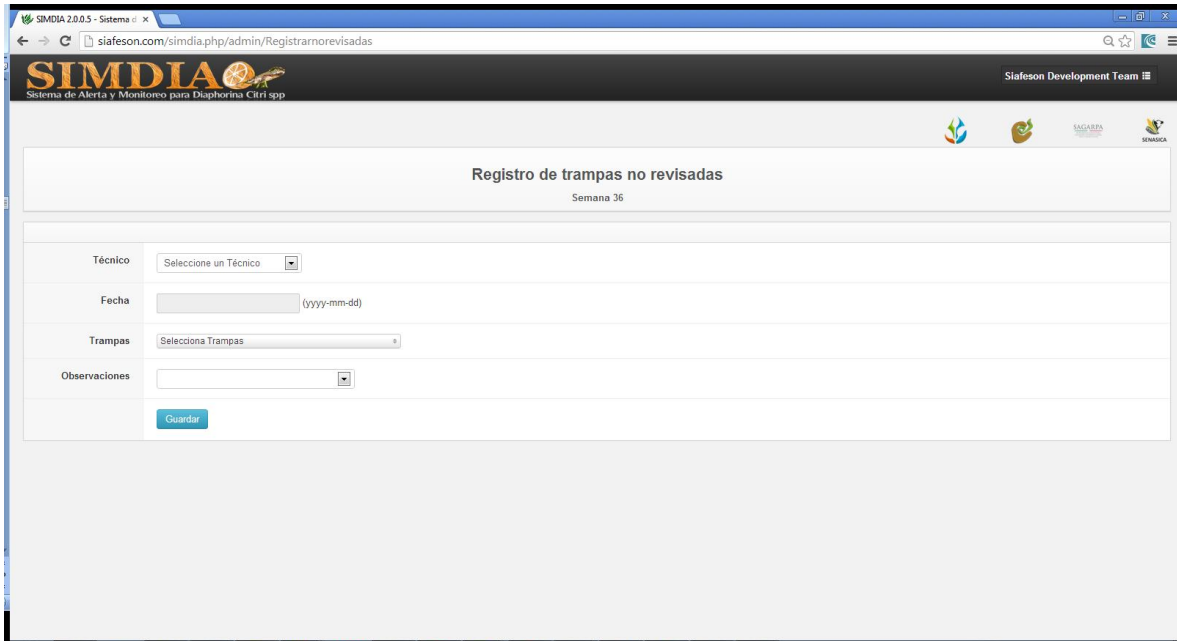 SIMDIA 2.0.0.5 - Sistema d
siafeson.com/simdia.php/admin/Registrarnorevisadas
SIMDIA
Sistema de Alerta y Monitoreo para Diaphorina Citri spp
Siafeson Development Team
SAGARPA
SENASICA
Registro de trampas no revisadas
Semana 36
Técnico
Seleccione un Técnico
Fecha
(yyyy-mm-dd)
Trampas
Selecciona Trampas
Observaciones
Guardar